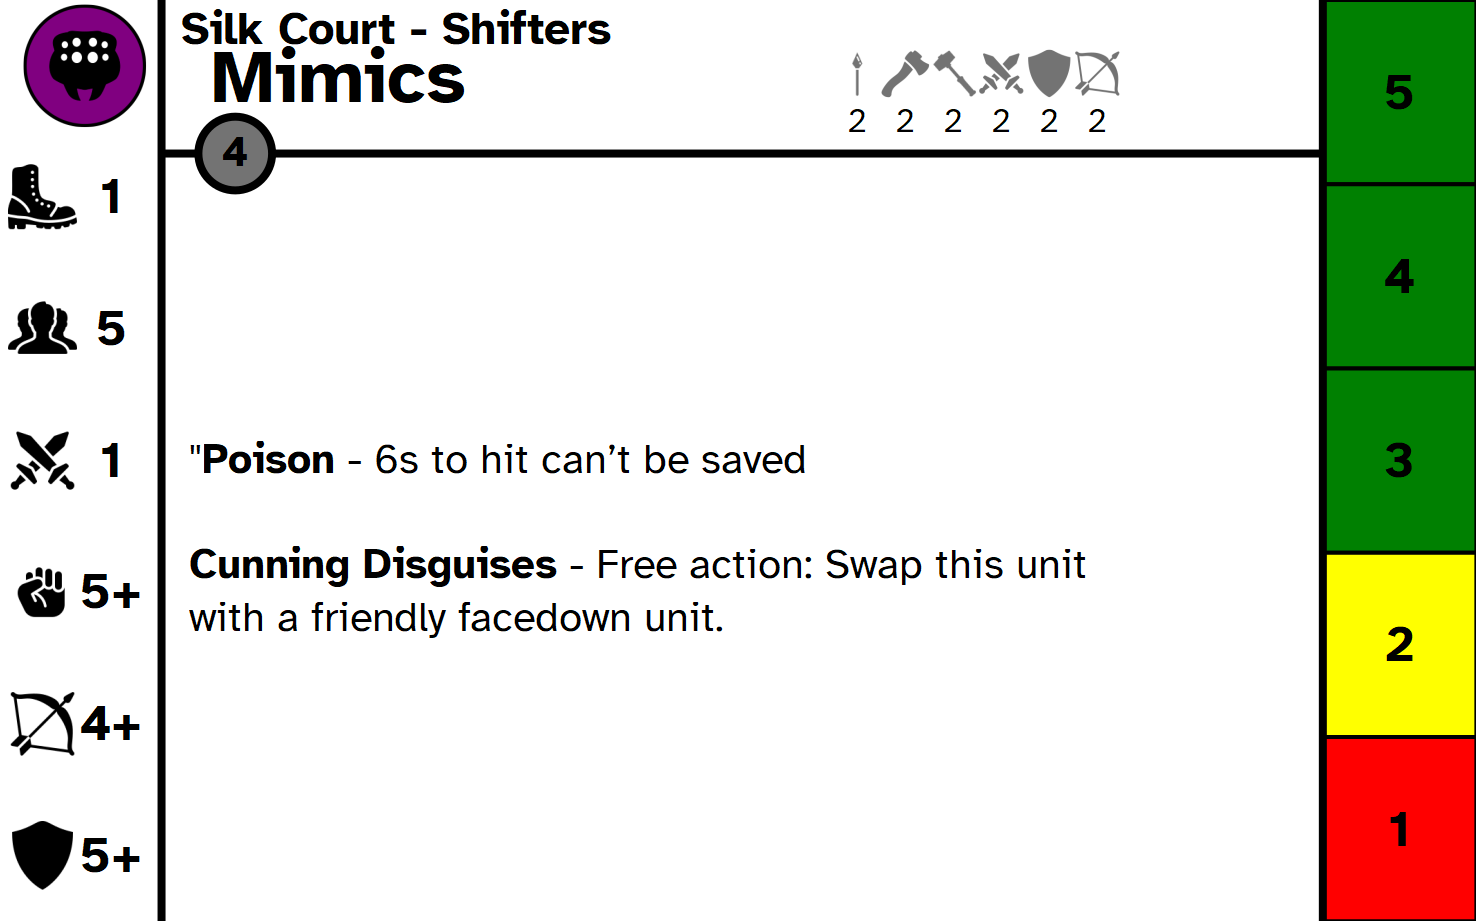 Silk Court - Shifters
Mimics
2 2 2 2 2 2
4
1
5
1
5+
4+
5+
"Poison - 6s to hit can’t be saved
Cunning Disguises - Free action: Swap this unit
with a friendly facedown unit.
5
4
3
2
1